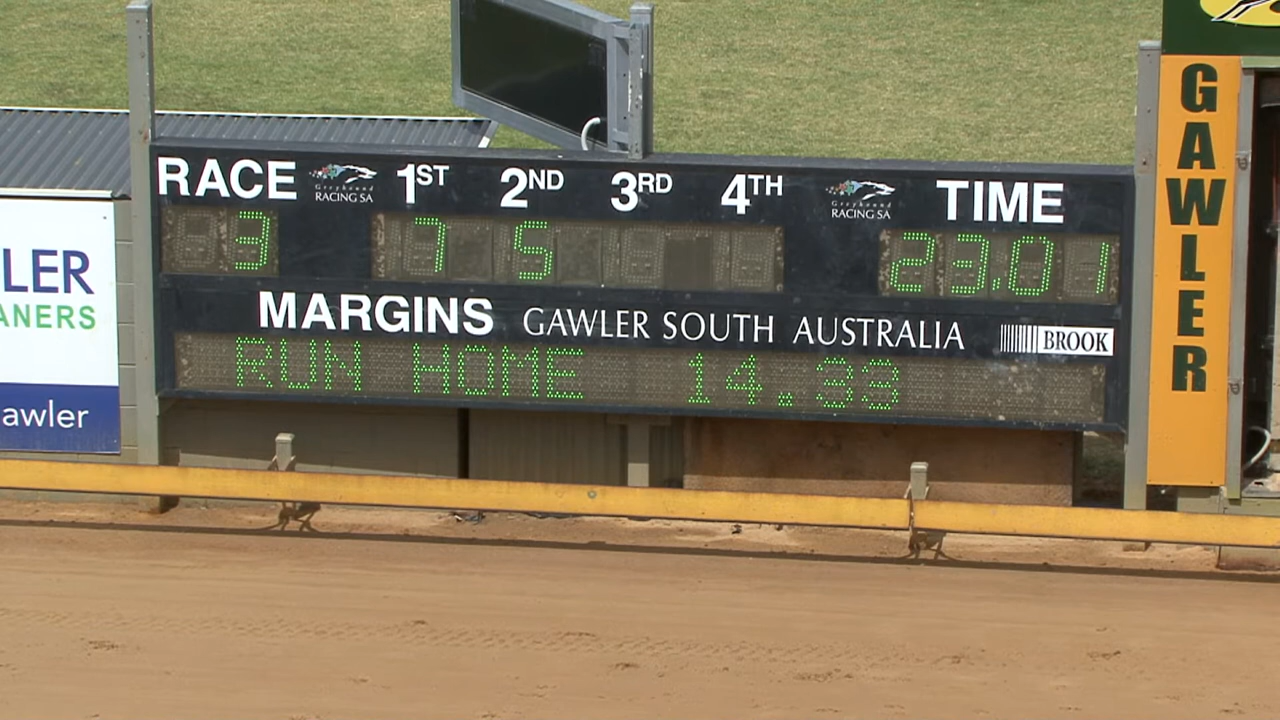 RACE Greyhound RACING SA 1ST 2ND 3RD 4TH Greyhound RACING SA TIME
3 7 5 23.01
MARGINS GAWLER SOUTH AUSTRALIA BROOK
RUN HOME 14.33
GAWLER
LER
ANERS
awler